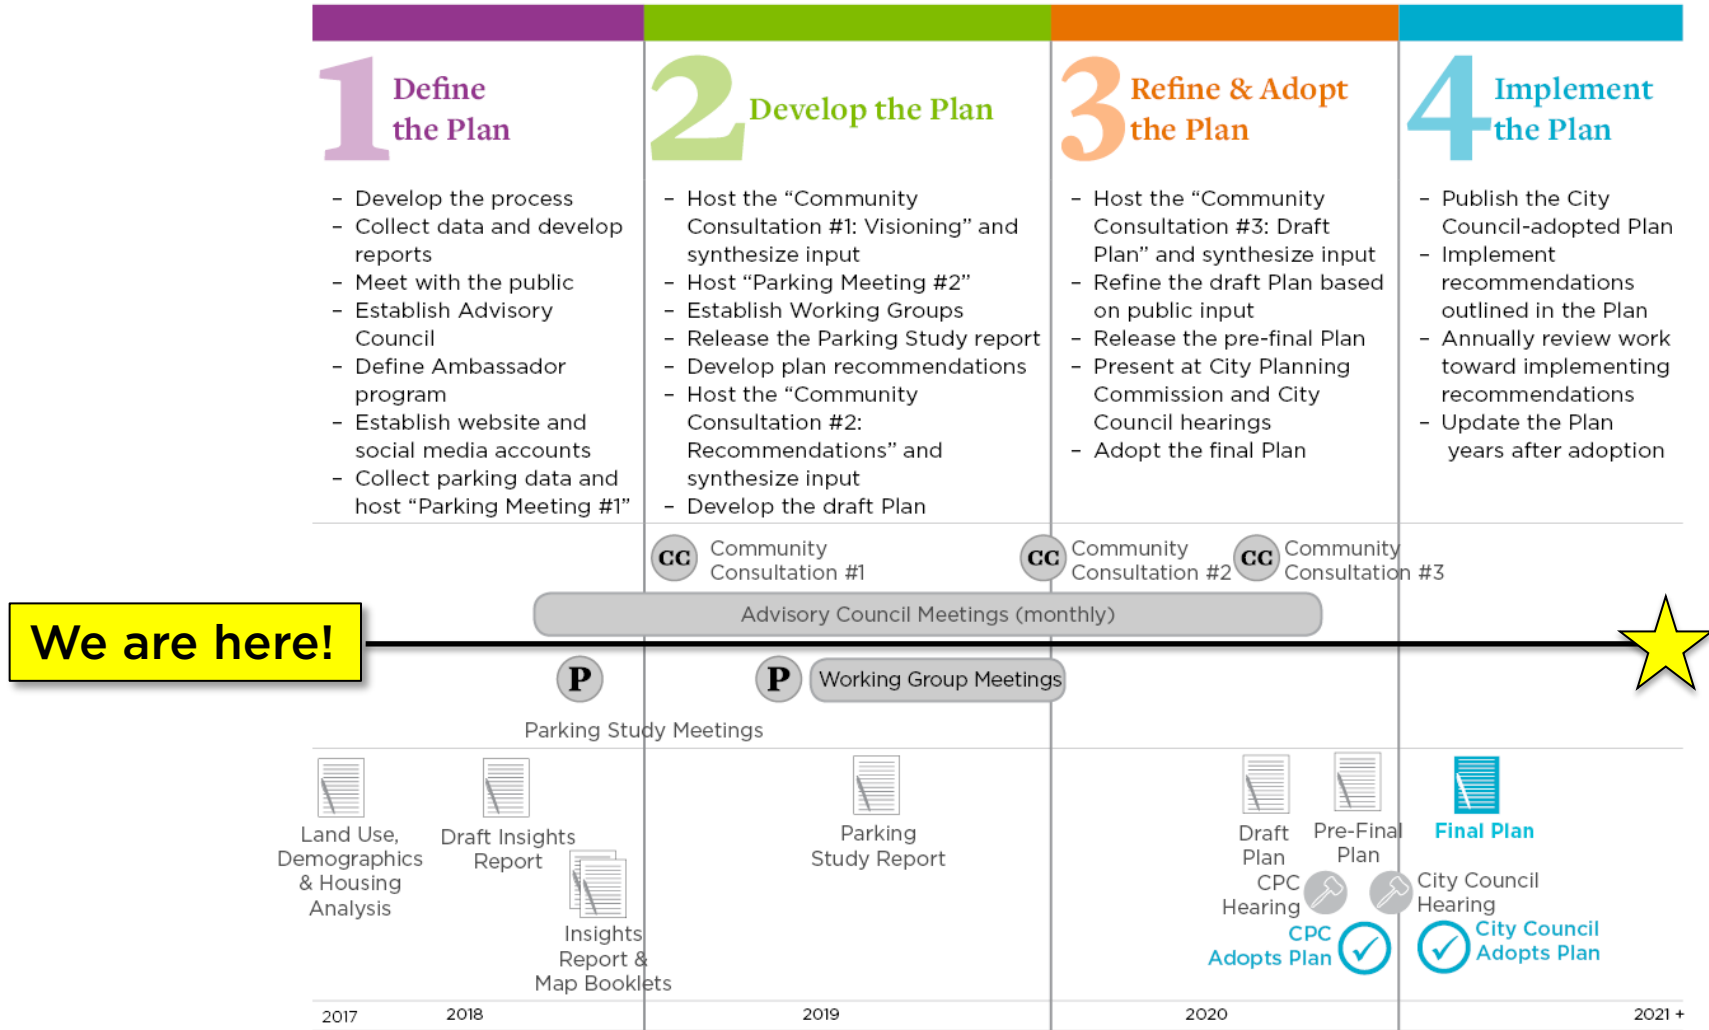 1
Define
the Plan
– Develop the process
– Collect data and develop
reports
– Meet with the public
– Establish Advisory
Council
– Define Ambassador
program
– Establish website and
social media accounts
– Collect parking data and
host “Parking Meeting #1”
2
Develop the Plan
– Host the “Community
Consultation #1: Visioning” and
synthesize input
– Host “Parking Meeting #2”
– Establish Working Groups
– Release the Parking Study report
– Develop plan recommendations
– Host the “Community
Consultation #2:
Recommendations” and
synthesize input
– Develop the draft Plan
3
Refine & Adopt
the Plan
– Host the “Community
Consultation #3: Draft
Plan” and synthesize input
– Refine the draft Plan based
on public input
– Release the pre-final Plan
– Present at City Planning
Commission and City
Council hearings
– Adopt the final Plan
4
Implement
the Plan
– Publish the City
Council-adopted Plan
– Implement
recommendations
outlined in the Plan
– Annually review work
toward implementing
recommendations
– Update the Plan
years after adoption
CC
Community
Consultation #1
CC
Community
Consultation #2
CC
Community
Consultation #3
Advisory Council Meetings (monthly)
We are here!
P
P
Working Group Meetings
Parking Study Meetings
Land Use,
Demographics
& Housing
Analysis
Draft Insights
Report
Insights
Report &
Map Booklets
Parking
Study Report
Draft
Plan
Pre-Final
Plan
Final Plan
CPC
Hearing
City Council
Hearing
CPC
Adopts Plan
City Council
Adopts Plan
2017
2018
2019
2020
2021 +